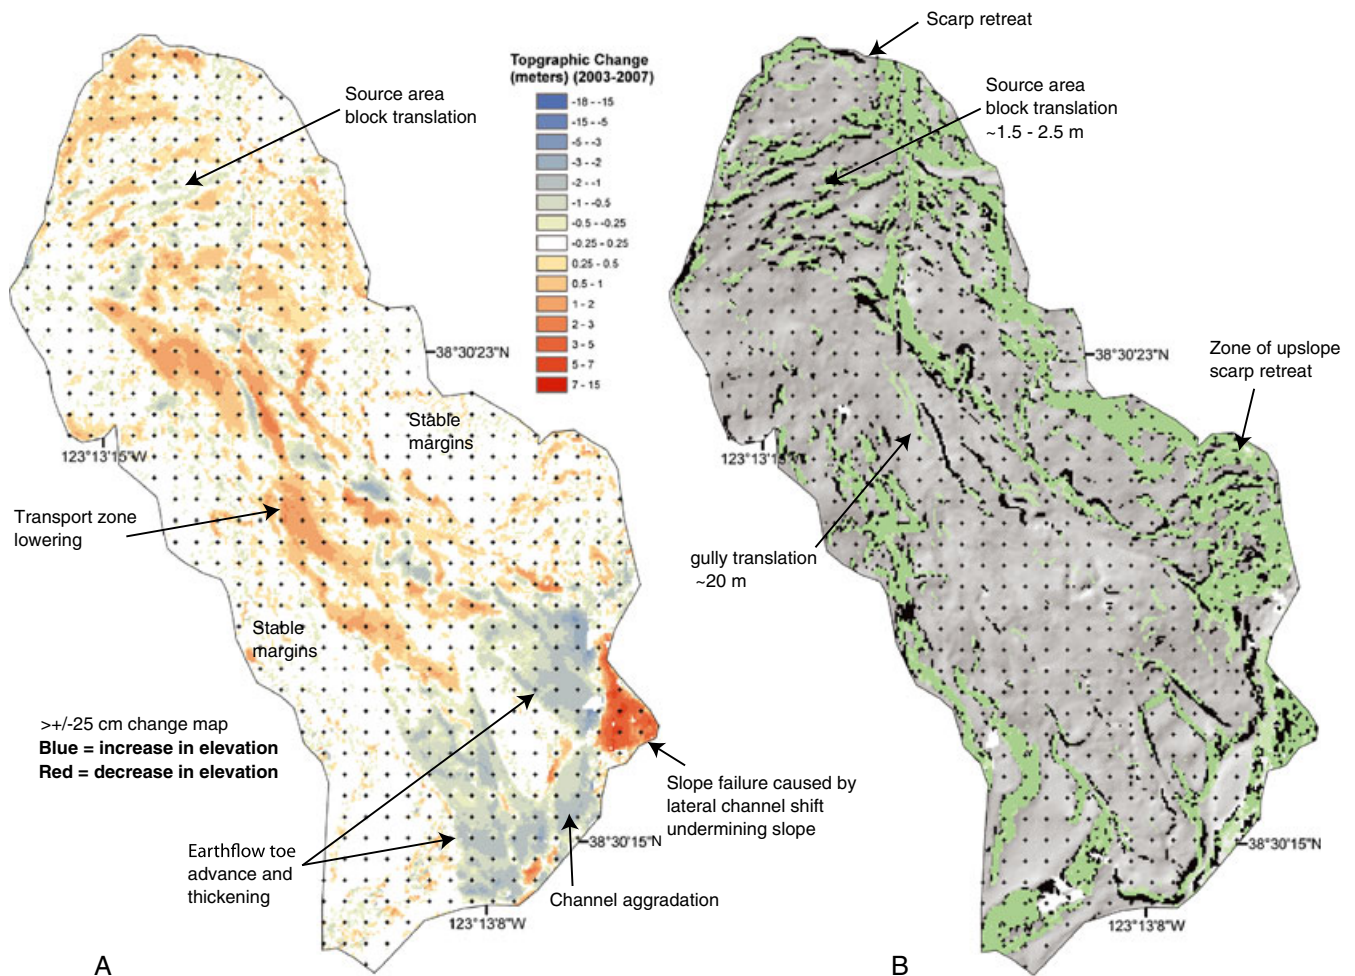 Scarp retreat
Topgraphic Change
(meters) (2003-2007)
-18 - -15
-15 - -5
-5 - -3
-3 - -2
-2 - -1
-1 - -0.5
-0.5 - -0.25
-0.25 - 0.25
0.25 - 0.5
0.5 - 1
1 - 2
2 - 3
3 - 5
5 - 7
7 - 15
Source area
block translation
Source area
block translation
~1.5 - 2.5 m
38°30'23"N
38°30'23"N
Zone of upslope
scarp retreat
Stable
margins
123°13'15"W
123°13'15"W
Transport zone
lowering
gully translation
~20 m
Stable
margins
>+/-25 cm change map
Blue = increase in elevation
Red = decrease in elevation
Slope failure caused by
lateral channel shift
undermining slope
38°30'15"N
38°30'15"N
Earthflow toe
advance and
thickening
Channel aggradation
123°13'8"W
123°13'8"W
A
B